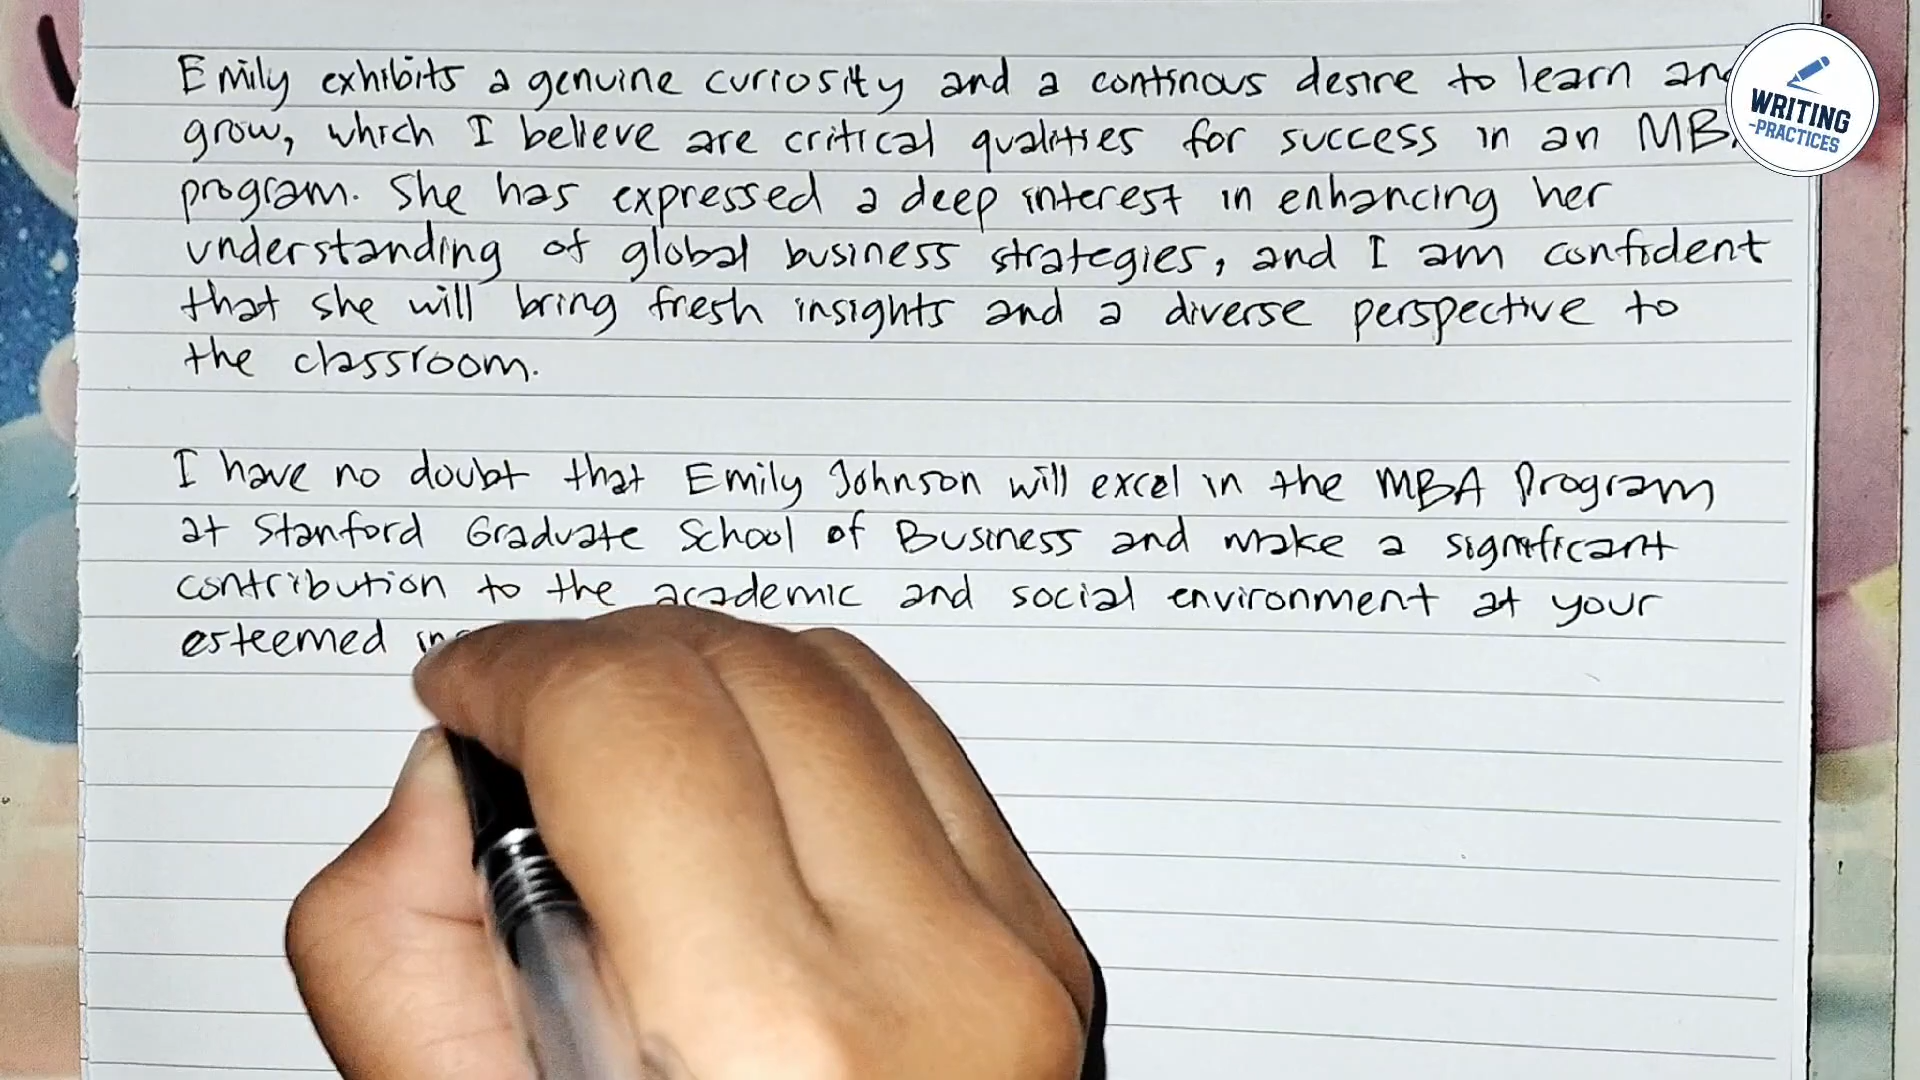 Emily exhibits a genuine curiosity and a continous desire to learn
grow, which I believe are critical qualities for success in an
program. She has expressed a deep interest in enhancing her
understanding of global business strategies, and I am confident
that she will bring fresh insights and a diverse perspective to
the classroom.
I have no doubt that Emily Johnson will excel in the MBA Program
at Stanford Graduate School of Business and make a significant
contribution to the academic and social environment at your
esteemed
WRITING
-PRACTICES